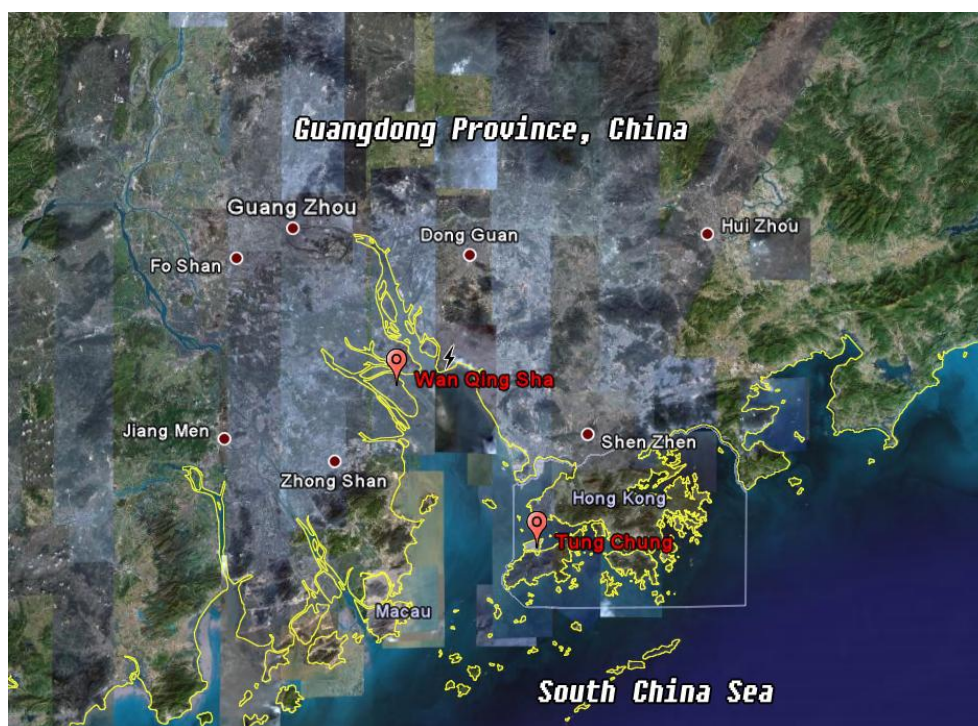 Guangdong Province, China
Guang Zhou
Dong Guan
Hui Zhou
Fo Shan
Wan Qing Sha
Jiang Men
Shen Zhen
Zhong Shan
Hong Kong
Tung Chung
Macau
South China Sea